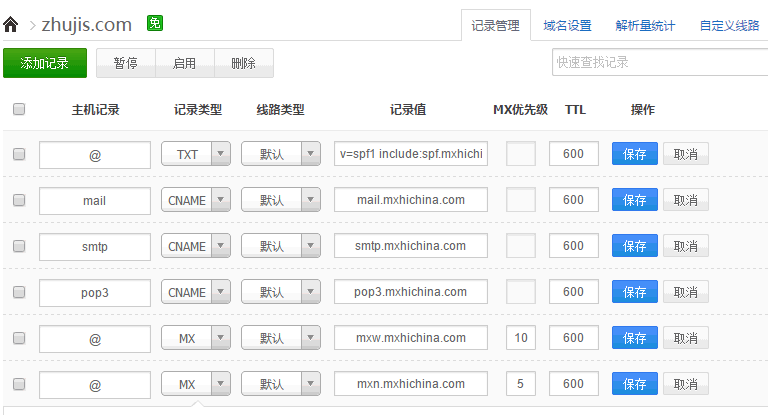 zhujis.com 免
记录管理 域名设置 解析量统计 自定义线路
添加记录 暂停 启用 删除 快速查找记录
主机记录 记录类型 线路类型 记录值 MX优先级 TTL 操作
@ TXT 默认 v=spf1 include:spf.mxhichi 600 保存 取消
mail CNAME 默认 mail.mxhichina.com 600 保存 取消
smtp CNAME 默认 smtp.mxhichina.com 600 保存 取消
pop3 CNAME 默认 pop3.mxhichina.com 600 保存 取消
@ MX 默认 mxw.mxhichina.com 10 600 保存 取消
@ MX 默认 mxn.mxhichina.com 5 600 保存 取消